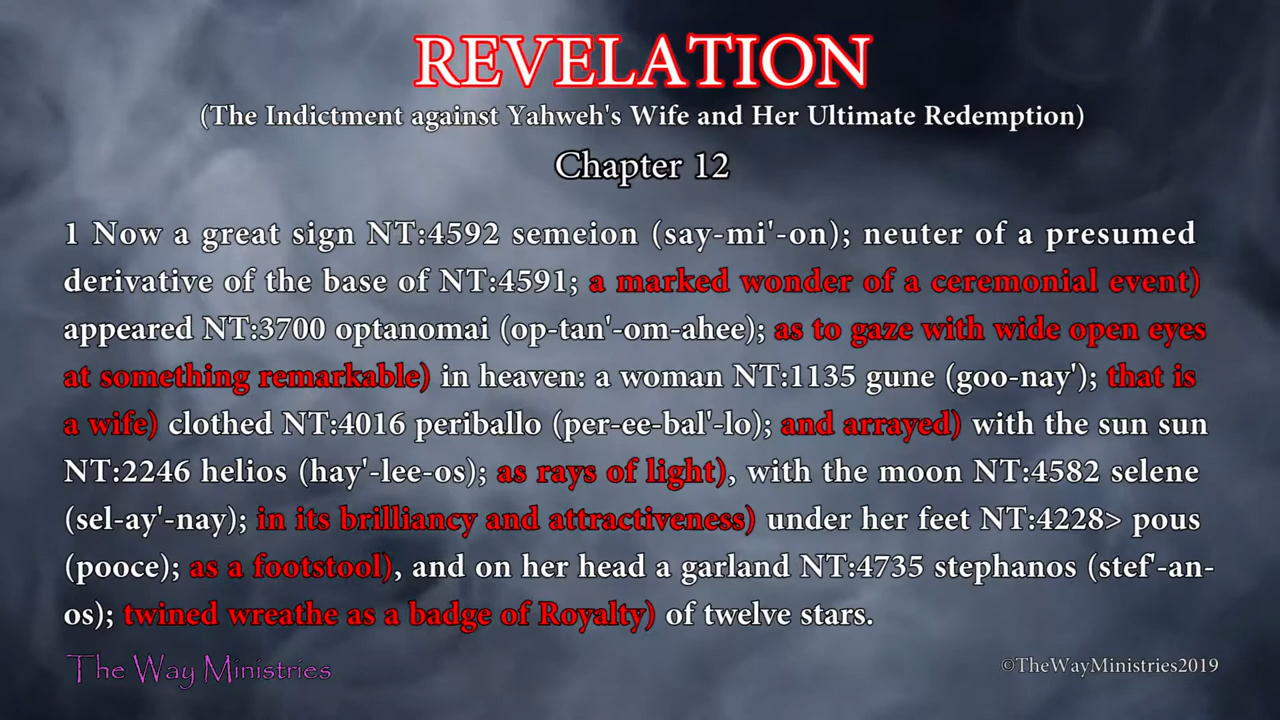 REVELATION
(The Indictment against Yahweh's Wife and Her Ultimate Redemption)
Chapter 12
1 Now a great sign NT:4592 semeion (say-mi'-on); neuter of a presumed
derivative of the base of NT:4591; a marked wonder of a ceremonial event)
appeared NT:3700 optanomai (op-tan'-om-ahee); as to gaze with wide open eyes
at something remarkable) in heaven: a woman NT:1135 gune (goo-nay'); that is
a wife) clothed NT:4016 periballo (per-ee-bal'-lo); and arrayed) with the sun sun
NT:2246 helios (hay'-lee-os); as rays of light), with the moon NT:4582 selene
(sel-ay'-nay); in its brilliancy and attractiveness) under her feet NT:4228> pous
(pooce); as a footstool), and on her head a garland NT:4735 stephanos (stef'-an-
os); twined wreathe as a badge of Royalty) of twelve stars.
The Way Ministries
©TheWayMinistries2019